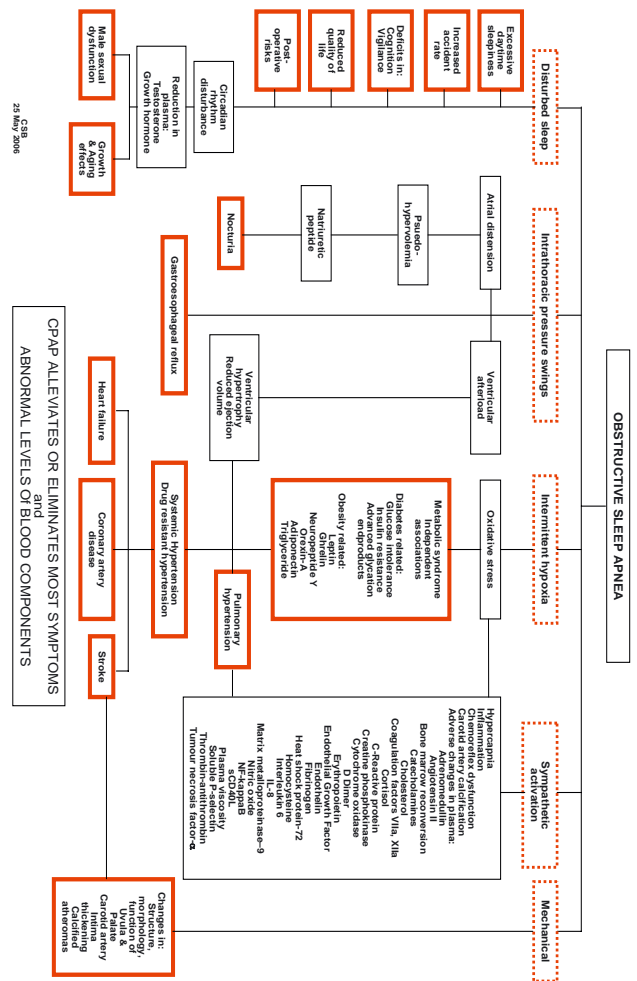 OBSTRUCTIVE SLEEP APNEA
Disturbed sleep
Intrathoracic pressure swings
Intermittent hypoxia
Sympathetic
activation
Mechanical
Excessive
daytime
sleepiness
Increased
accident
rate
Deficits in:
Cognition
Vigilance
Reduced
quality of
life
Post-
operative
risks
Circadian
rhythm
disturbance
Reduction in
plasma:
Testosterone
Growth hormone
Male sexual
dysfunction
Growth
& Aging
effects
Atrial distension
Psuedo-
hypervolemia
Natriuretic
peptide
Nocturia
Gastroesophageal reflux
Ventricular
afterload
Ventricular
hypertrophy
Reduced ejection
volume
Oxidative stress
Metabolic syndrome
Independent
associations
Diabetes related:
Glucose intolerance
Insulin resistance
Advanced glycation
endproducts
Obesity related:
Leptin
Ghrelin
Neuropeptide Y
Orexin-A
Adiponectin
Triglyceride
Pulmonary
hypertension
Systemic Hypertension
Drug resistant hypertension
Heart failure
Coronary artery
disease
Stroke
Hypercapnia
Inflammation
Chemoreflex dysfunction
Carotid artery calcification
Adverse changes in plasma:
Adrenomedullin
Angiotensin II
Bone marrow reconversion
Catecholamines
Cholesterol
Coagulation factors VIIa, XIIa
Cortisol
C-Reactive protein
Creatine phosphokinase
Cytochrome oxidase
D Dimer
Erythropoietin
Endothelial Growth Factor
Endothelin
Fibrinogen
Heat shock protein-72
Homocysteine
Interleukin 6
IL-8
Matrix metalloproteinase-9
Nitric oxide
NF-kappaB
sCD40L
Plasma viscosity
Soluble P-selectin
Thrombin-antithrombin
Tumour necrosis factor-α
Changes in:
Structure,
morphology,
function of
Uvula &
Palate
Carotid artery
Intima
thickening
Calcified
atheromas
CPAP ALLEVIATES OR ELIMINATES MOST SYMPTOMS
and
ABNORMAL LEVELS Of BLOOD COMPONENTS
CSB
25 May 2006